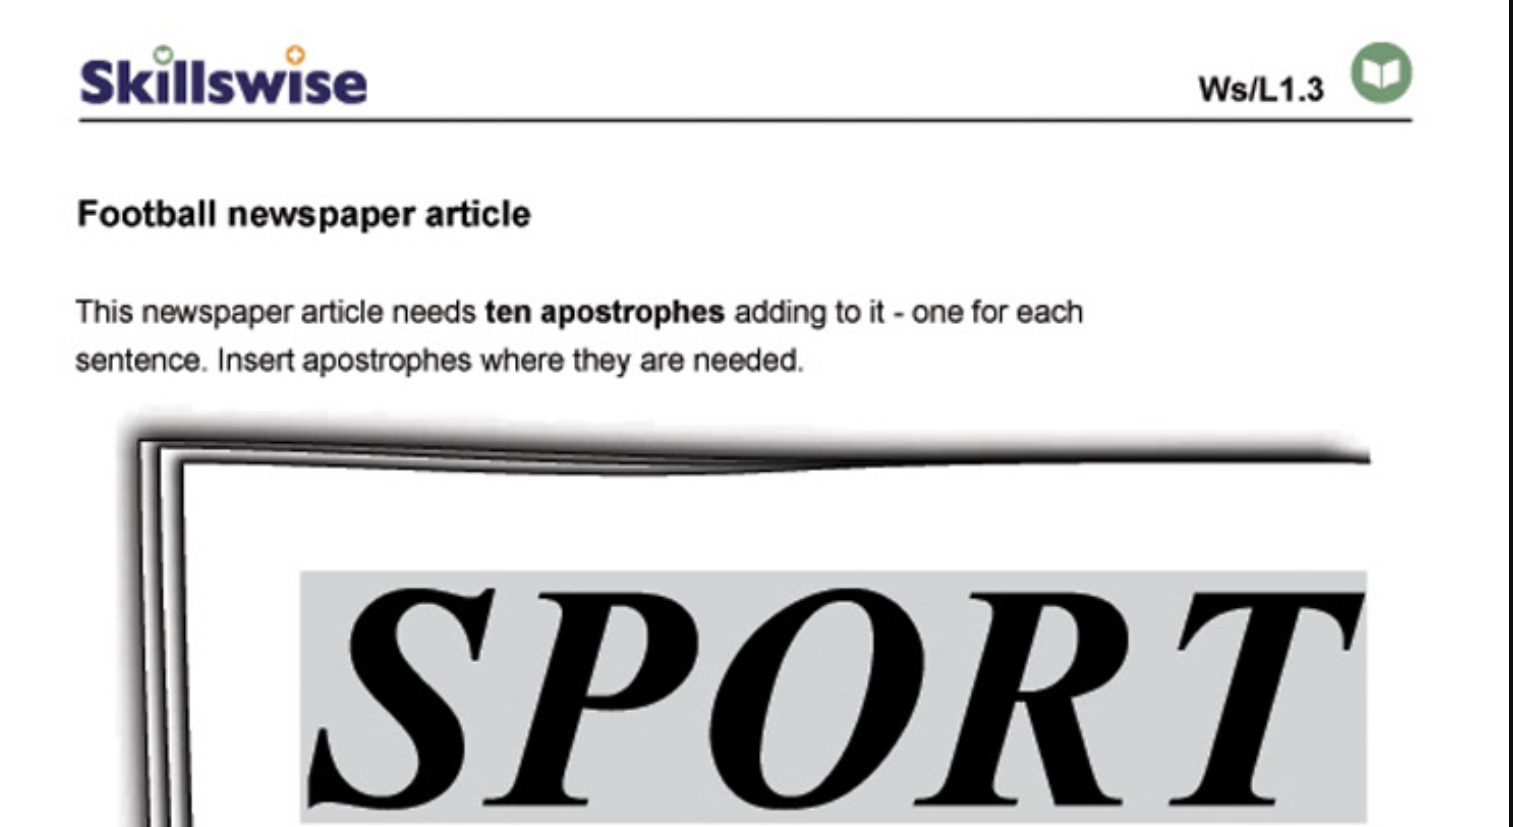 Skillswise
Ws/L1.3
Football newspaper article
This newspaper article needs ten apostrophes adding to it - one for each
sentence. Insert apostrophes where they are needed.
SPORT